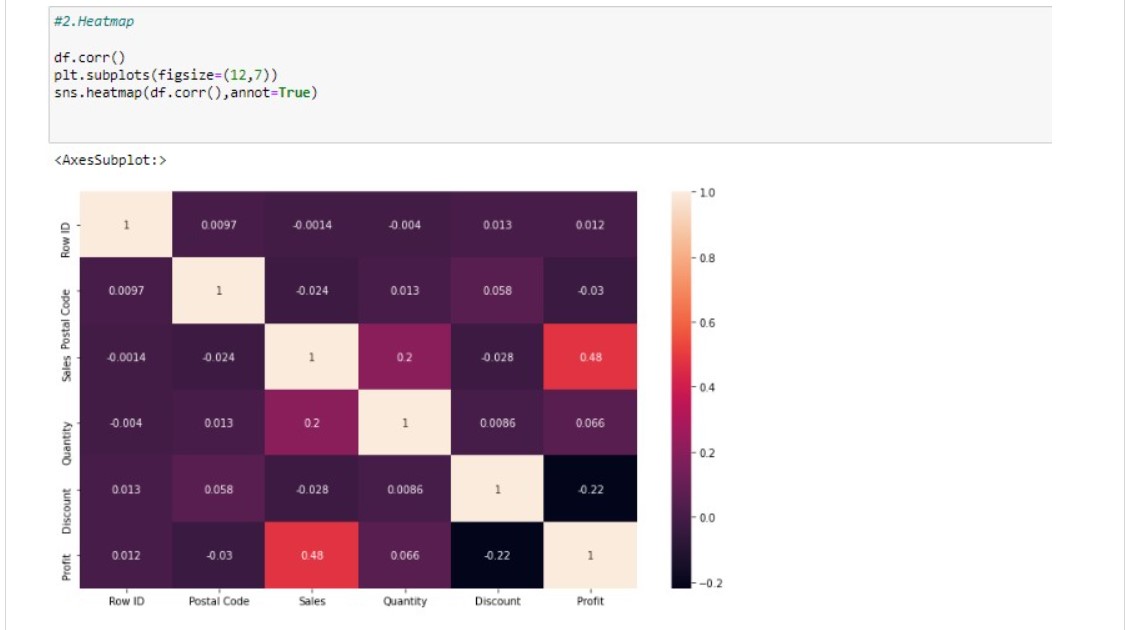 #2.Heatmap
df.corr()
plt.subplots(figsize=(12,7))
sns.heatmap(df.corr(),annot=True)
<AxesSubplot:>
Row ID 1 0.0097 -0.0014 -0.004 0.013 0.012
Postal Code 0.0097 1 -0.024 0.013 0.058 -0.03
Sales -0.0014 -0.024 1 0.2 -0.028 0.48
Quantity -0.004 0.013 0.2 1 0.0086 0.066
Discount 0.013 0.058 -0.028 0.0086 1 -0.22
Profit 0.012 -0.03 0.48 0.066 -0.22 1
Row ID Postal Code Sales Quantity Discount Profit
1.0
0.8
0.6
0.4
0.2
0.0
-0.2